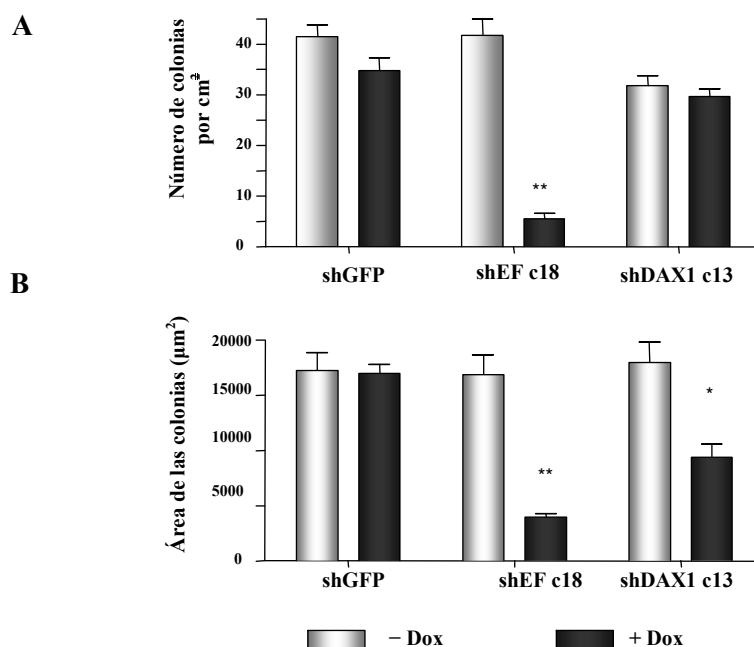 A
Número de colonias
por cm²
40
30
20
10
0
**
shGFP
shEF c18
shDAX1 c13
B
Área de las colonias (µm²)
20000
15000
10000
5000
0
**
*
shGFP
shEF c18
shDAX1 c13
− Dox
+ Dox